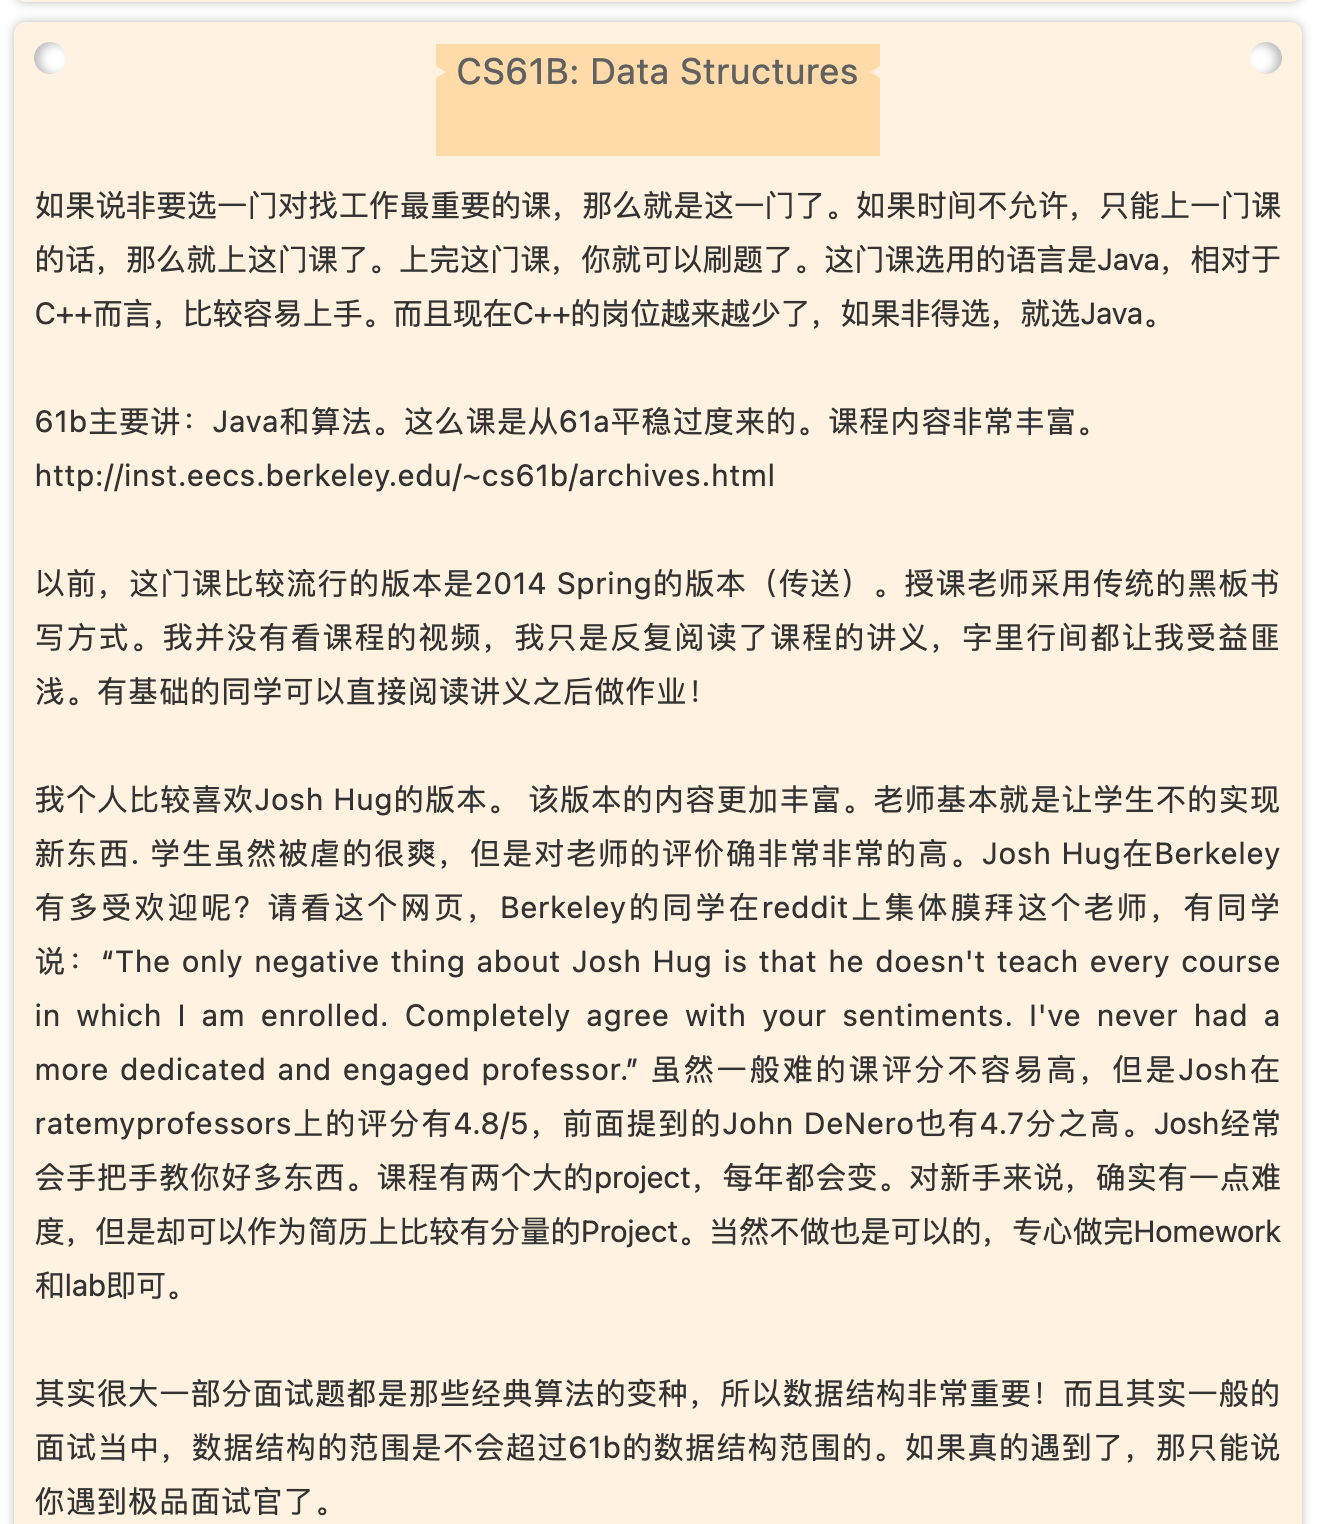 CS61B: Data Structures
如果说非要选一门对找工作最重要的课，那么就是这一门了。如果时间不允许，只能上一门课
的话，那么就上这门课了。上完这门课，你就可以刷题了。这门课选用的语言是Java，相对于
C++而言，比较容易上手。而且现在C++的岗位越来越少了，如果非得选，就选Java。
61b主要讲：Java和算法。这么课是从61a平稳过度来的。课程内容非常丰富。
http://inst.eecs.berkeley.edu/~cs61b/archives.html
以前，这门课比较流行的版本是2014 Spring的版本（传送）。授课老师采用传统的黑板书
写方式。我并没有看课程的视频，我只是反复阅读了课程的讲义，字里行间都让我受益匪
浅。有基础的同学可以直接阅读讲义之后做作业！
我个人比较喜欢Josh Hug的版本。 该版本的内容更加丰富。老师基本就是让学生不的实现
新东西. 学生虽然被虐的很爽，但是对老师的评价确非常非常的高。Josh Hug在Berkeley
有多受欢迎呢？请看这个网页，Berkeley的同学在reddit上集体膜拜这个老师，有同学
说：“The only negative thing about Josh Hug is that he doesn't teach every course
in which I am enrolled. Completely agree with your sentiments. I've never had a
more dedicated and engaged professor.” 虽然一般难的课评分不容易高，但是Josh在
ratemyprofessors上的评分有4.8/5，前面提到的John DeNero也有4.7分之高。Josh经常
会手把手教你好多东西。课程有两个大的project，每年都会变。对新手来说，确实有一点难
度，但是却可以作为简历上比较有分量的Project。当然不做也是可以的，专心做完Homework
和lab即可。
其实很大一部分面试题都是那些经典算法的变种，所以数据结构非常重要！而且其实一般的
面试当中，数据结构的范围是不会超过61b的数据结构范围的。如果真的遇到了，那只能说
你遇到极品面试官了。